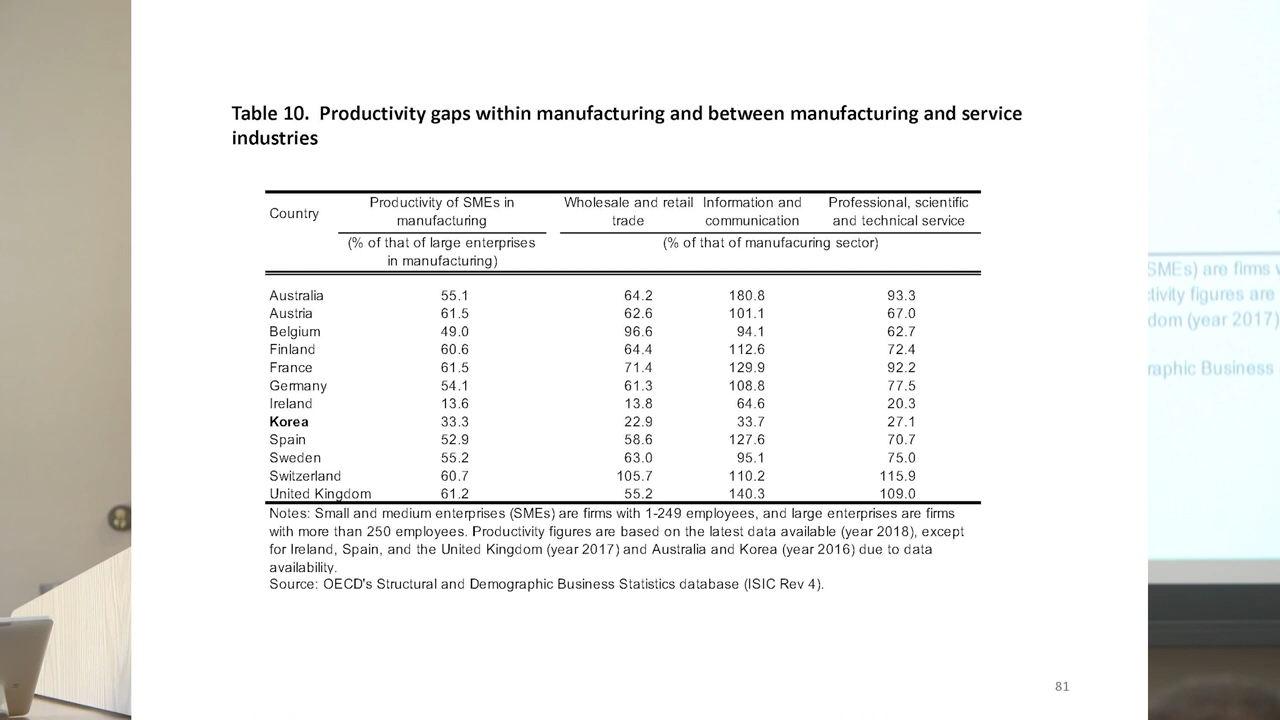 Table 10. Productivity gaps within manufacturing and between manufacturing and service
industries
Country
Productivity of SMEs in
manufacturing
Wholesale and retail
trade
Information and
communication
Professional, scientific
and technical service
(% of that of large enterprises
in manufacturing)
(% of that of manufacuring sector)
Australia 55.1 64.2 180.8 93.3
Austria 61.5 62.6 101.1 67.0
Belgium 49.0 96.6 94.1 62.7
Finland 60.6 64.4 112.6 72.4
France 61.5 71.4 129.9 92.2
Germany 54.1 61.3 108.8 77.5
Ireland 13.6 13.8 64.6 20.3
Korea 33.3 22.9 33.7 27.1
Spain 52.9 58.6 127.6 70.7
Sweden 55.2 63.0 95.1 75.0
Switzerland 60.7 105.7 110.2 115.9
United Kingdom 61.2 55.2 140.3 109.0
Notes: Small and medium enterprises (SMEs) are firms with 1-249 employees, and large enterprises are firms
with more than 250 employees. Productivity figures are based on the latest data available (year 2018), except
for Ireland, Spain, and the United Kingdom (year 2017) and Australia and Korea (year 2016) due to data
availability.
Source: OECD's Structural and Demographic Business Statistics database (ISIC Rev 4).
81
SMEs) are firms
tivity figures are
dom (year 2017)
raphic Business